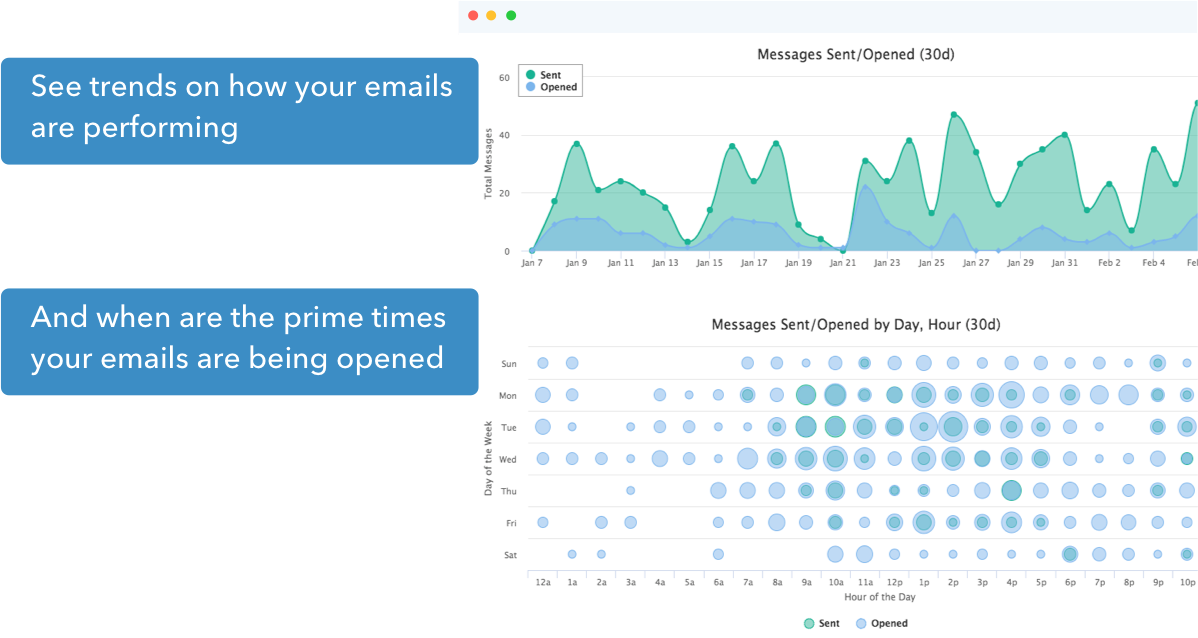 See trends on how your emails
are performing
And when are the prime times
your emails are being opened
Messages Sent/Opened (30d)
Sent
Opened
Total Messages
60
40
20
0
Jan 7 Jan 9 Jan 11 Jan 13 Jan 15 Jan 17 Jan 19 Jan 21 Jan 23 Jan 25 Jan 27 Jan 29 Jan 31 Feb 2 Feb 4 Fe
Messages Sent/Opened by Day, Hour (30d)
Day of the Week
Sun
Mon
Tue
Wed
Thu
Fri
Sat
12a 1a 2a 3a 4a 5a 6a 7a 8a 9a 10a 11a 12p 1p 2p 3p 4p 5p 6p 7p 8p 9p 10p
Hour of the Day
Sent Opened